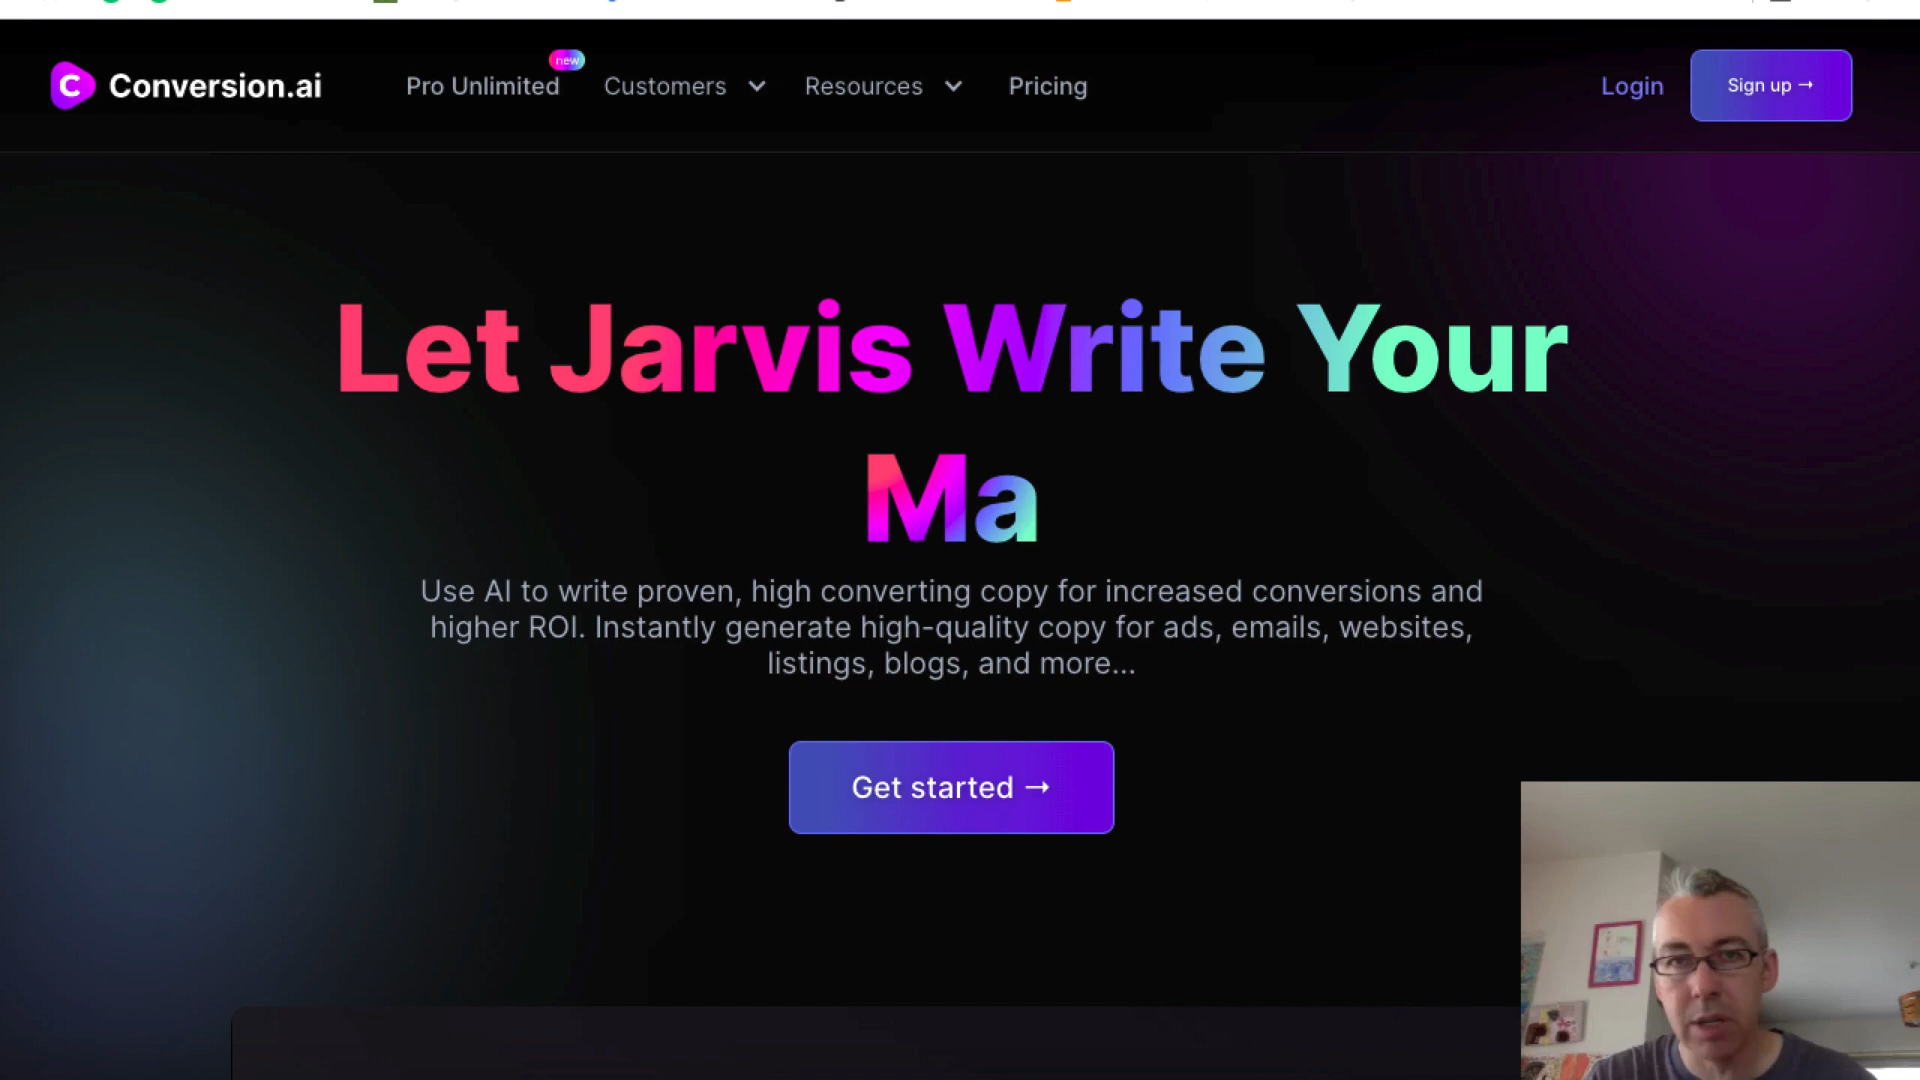 Conversion.ai
Pro Unlimited
new
Customers
Resources
Pricing
Login
Sign up →
Let Jarvis Write Your
Ma
Use AI to write proven, high converting copy for increased conversions and
higher ROI. Instantly generate high-quality copy for ads, emails, websites,
listings, blogs, and more...
Get started →